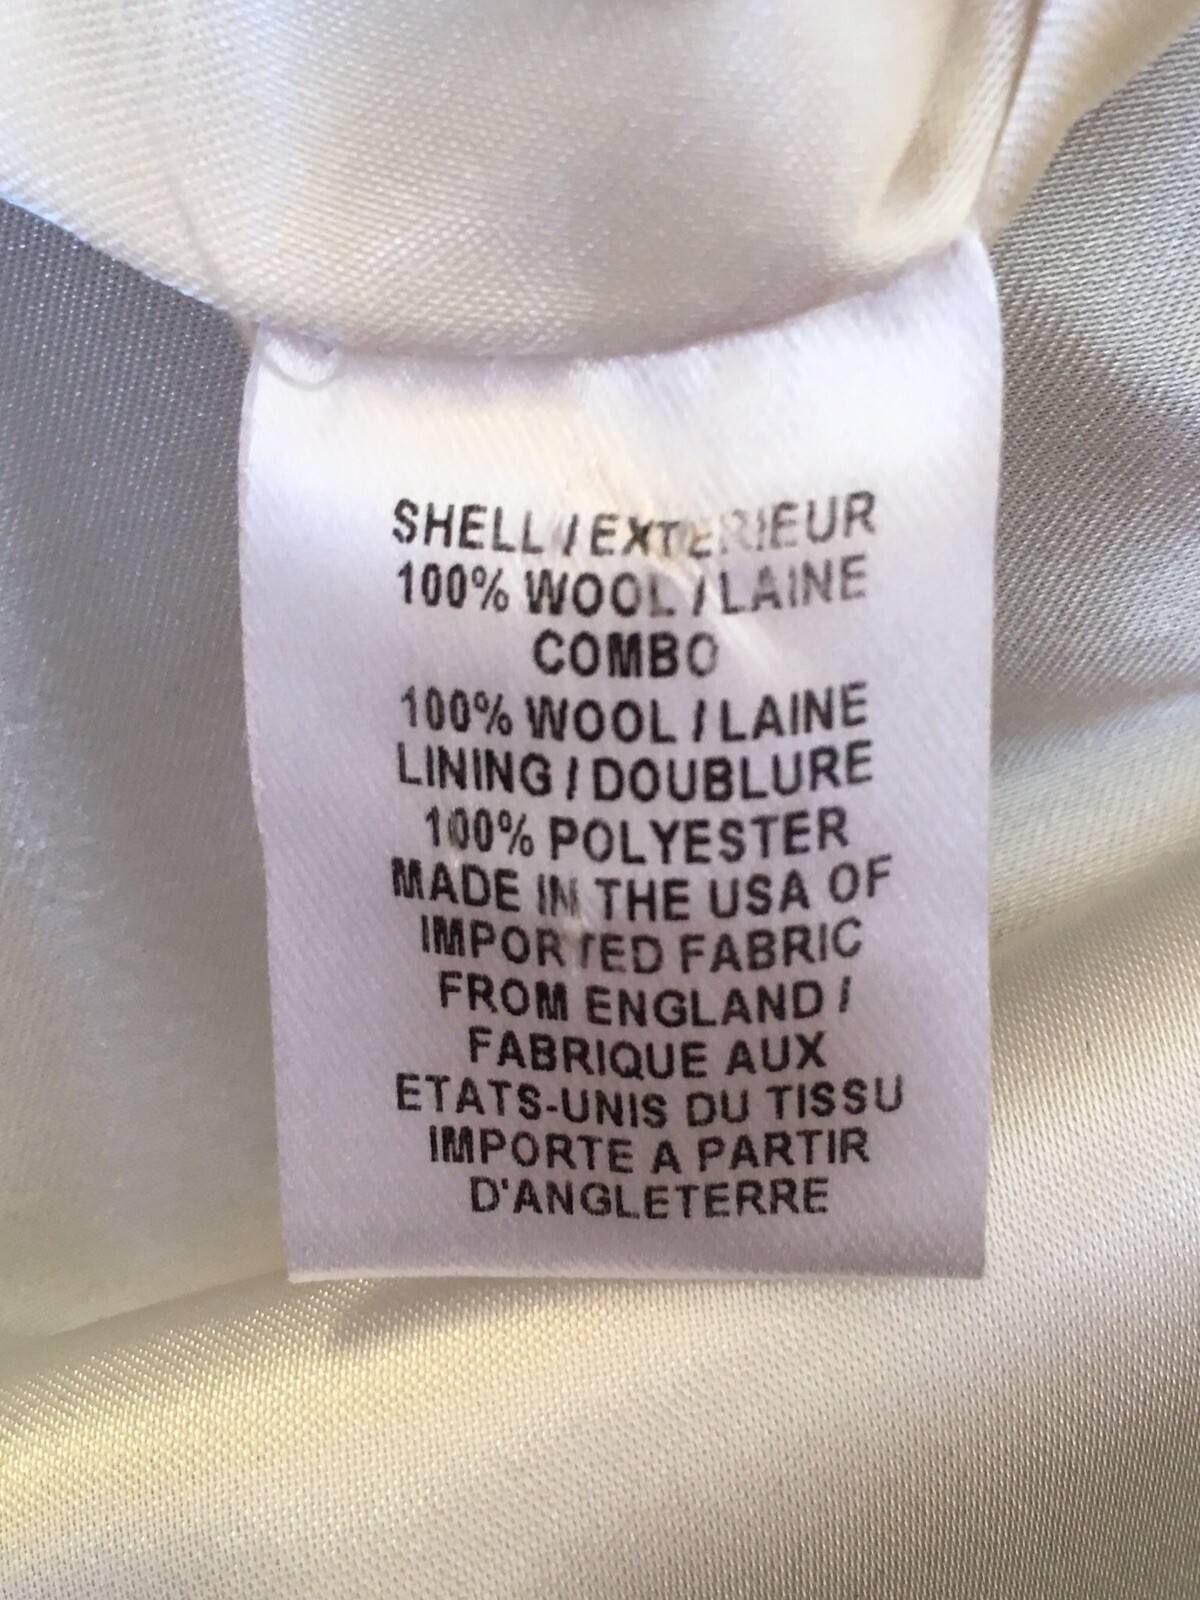 SHELL / EXTERIEUR
100% WOOL / LAINE
COMBO
100% WOOL / LAINE
LINING / DOUBLURE
100% POLYESTER
MADE IN THE USA OF
IMPORTED FABRIC
FROM ENGLAND /
FABRIQUE AUX
ETATS-UNIS DU TISSU
IMPORTE A PARTIR
D'ANGLETERRE